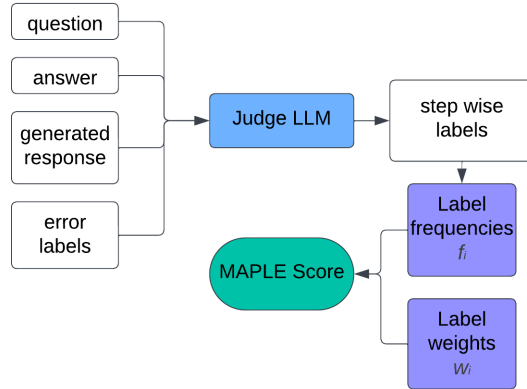 question
answer
generated
response
error
labels
Judge LLM
step wise
labels
Label
frequencies
fᵢ
MAPLE Score
Label
weights
wᵢ